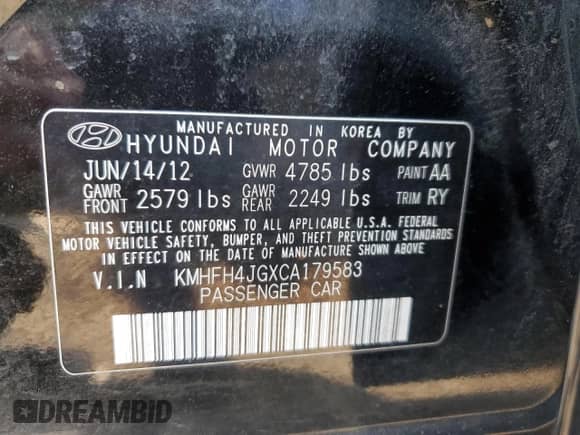 MANUFACTURED IN KOREA BY
HYUNDAI MOTOR COMPANY
JUN/14/12 GVWR 4785 lbs PAINT AA
GAWR FRONT 2579 lbs GAWR REAR 2249 lbs TRIM RY
THIS VEHICLE CONFORMS TO ALL APPLICABLE U.S.A. FEDERAL
MOTOR VEHICLE SAFETY, BUMPER, AND THEFT PREVENTION STANDARDS
IN EFFECT ON THE DATE OF MANUFACTURE SHOWN ABOVE.
V.I.N KMHFH4JGXCA179583
PASSENGER CAR
DREAMBID